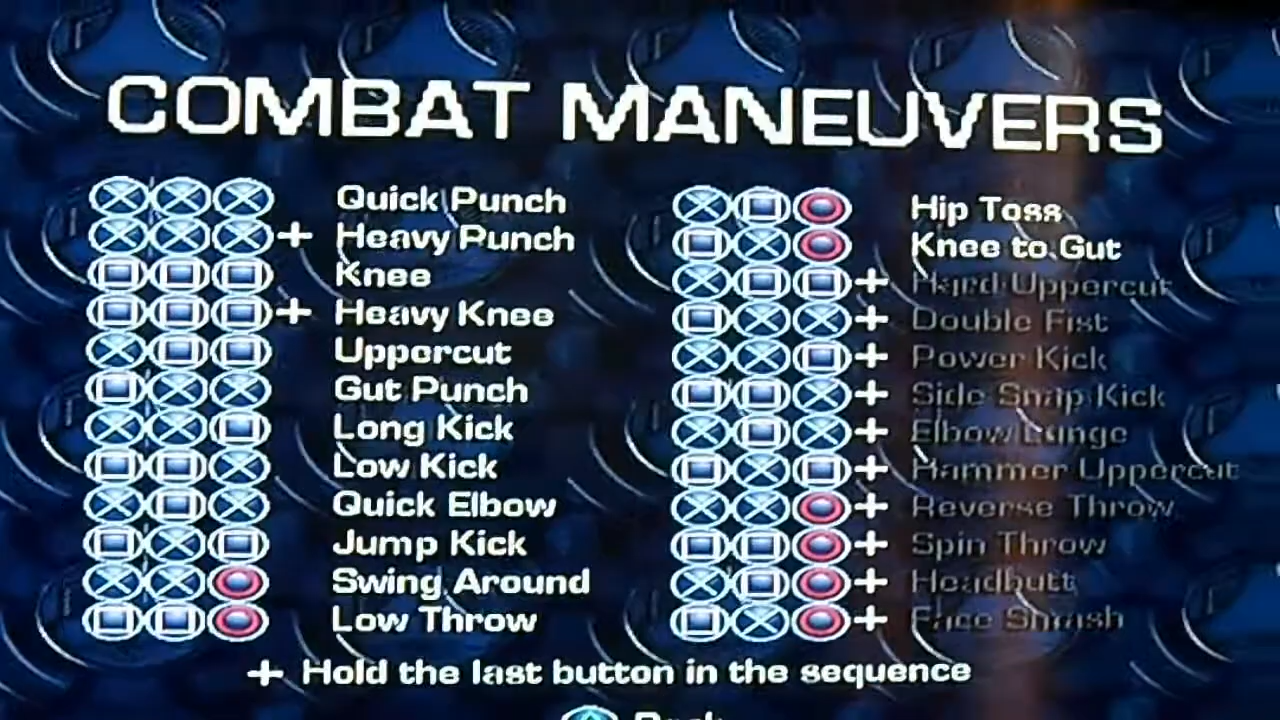 COMBAT MANEUVERS
Quick Punch
Heavy Punch
Knee
Heavy Knee
Uppercut
Gut Punch
Long Kick
Low Kick
Quick Elbow
Jump Kick
Swing Around
Low Throw
Hip Toss
Knee to Gut
Hard Uppercut
Double Fist
Power Kick
Side Snap Kick
Elbow Lunge
Hammer Uppercut
Reverse Throw
Spin Throw
Headbutt
Face Smash
+ Hold the last button in the sequence
Back